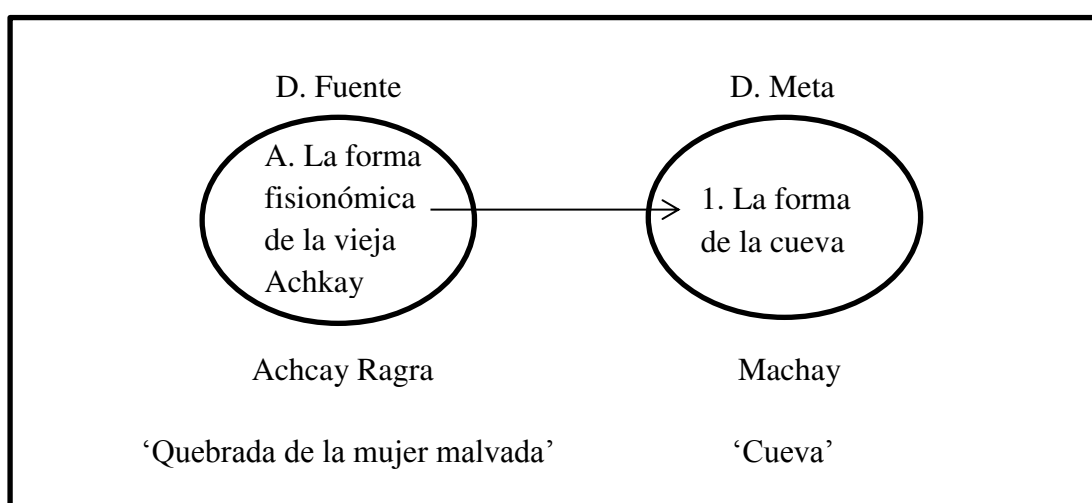 D. Fuente
D. Meta
A. La forma
fisionómica
de la vieja
Achkay
1. La forma
de la cueva
Achcay Ragra
Machay
‘Quebrada de la mujer malvada’
‘Cueva’